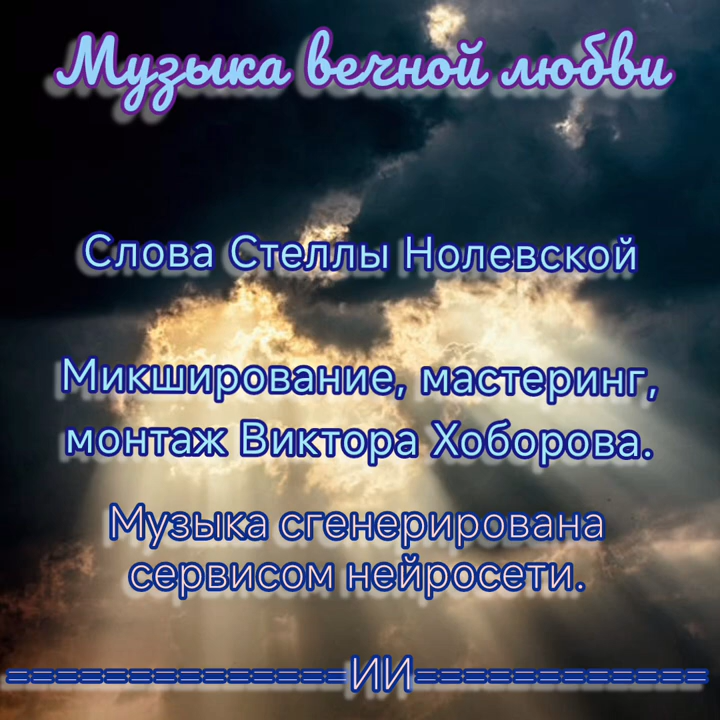 Музыка вечной любви
Слова Стеллы Нолевской
Микширование, мастеринг,
монтаж Виктора Хоборова.
Музыка сгенерирована
сервисом нейросети.
===============ИИ=============